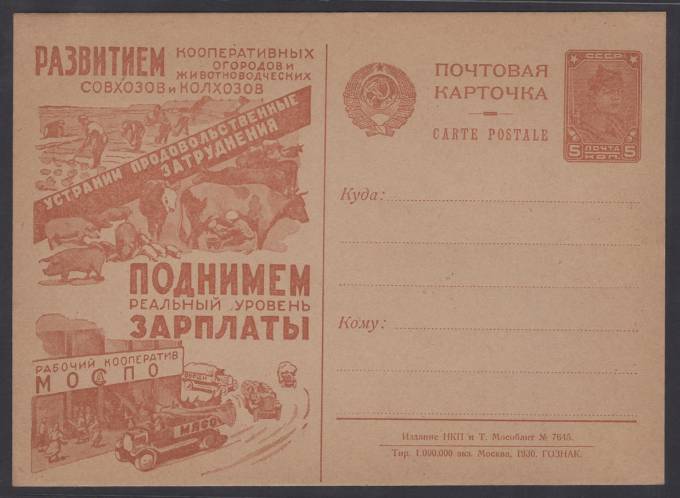 РАЗВИТИЕМ КООПЕРАТИВНЫХ
ОГОРОДОВ И
ЖИВОТНОВОДЧЕСКИХ
СОВХОЗОВ И КОЛХОЗОВ
УСТРАНИМ ПРОДОВОЛЬСТВЕННЫЕ
ЗАТРУДНЕНИЯ
ПОДНИМЕМ
РЕАЛЬНЫЙ УРОВЕНЬ
ЗАРПЛАТЫ
РАБОЧИЙ КООПЕРАТИВ
МОСПО
ОВОЩИ
МЯСО
ПОЧТОВАЯ
КАРТОЧКА
CARTE POSTALE
СССР
5 ПОЧТА 5
КОП.
Куда:
Кому:
Издание НКП и Т. Мособлит № 7645.
Тир. 1.000.000 экз. Москва, 1930. ГОЗНАК.